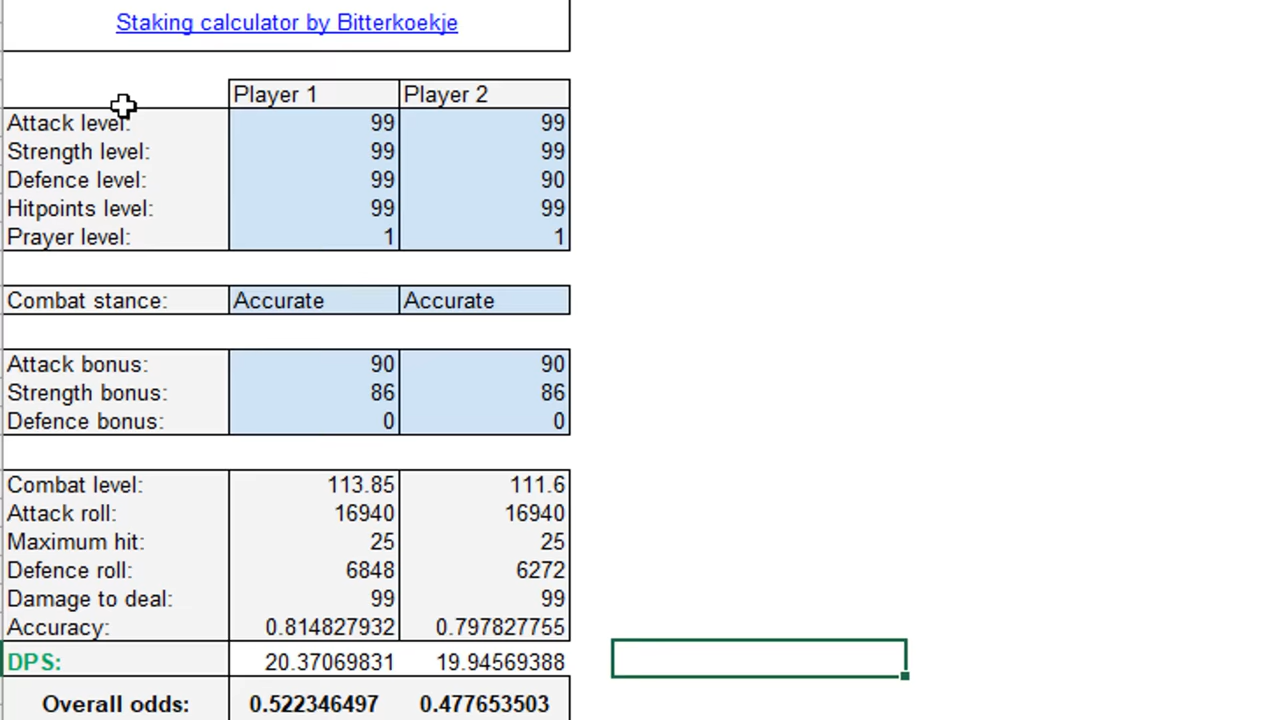 Staking calculator by Bitterkoekje
Player 1 Player 2
Attack level: 99 99
Strength level: 99 99
Defence level: 99 90
Hitpoints level: 99 99
Prayer level: 1 1
Combat stance: Accurate Accurate
Attack bonus: 90 90
Strength bonus: 86 86
Defence bonus: 0 0
Combat level: 113.85 111.6
Attack roll: 16940 16940
Maximum hit: 25 25
Defence roll: 6848 6272
Damage to deal: 99 99
Accuracy: 0.814827932 0.797827755
DPS: 20.37069831 19.94569388
Overall odds: 0.522346497 0.477653503